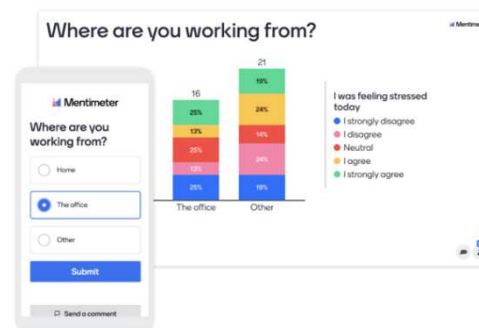 Where are you working from?
Mentime
16
21
25%
13%
25%
13%
25%
19%
24%
14%
24%
19%
The office
Other
I was feeling stressed
today
I strongly disagree
I disagree
Neutral
I agree
I strongly agree
Mentimeter
Where are you
working from?
Home
The office
Other
Submit
Send a comment